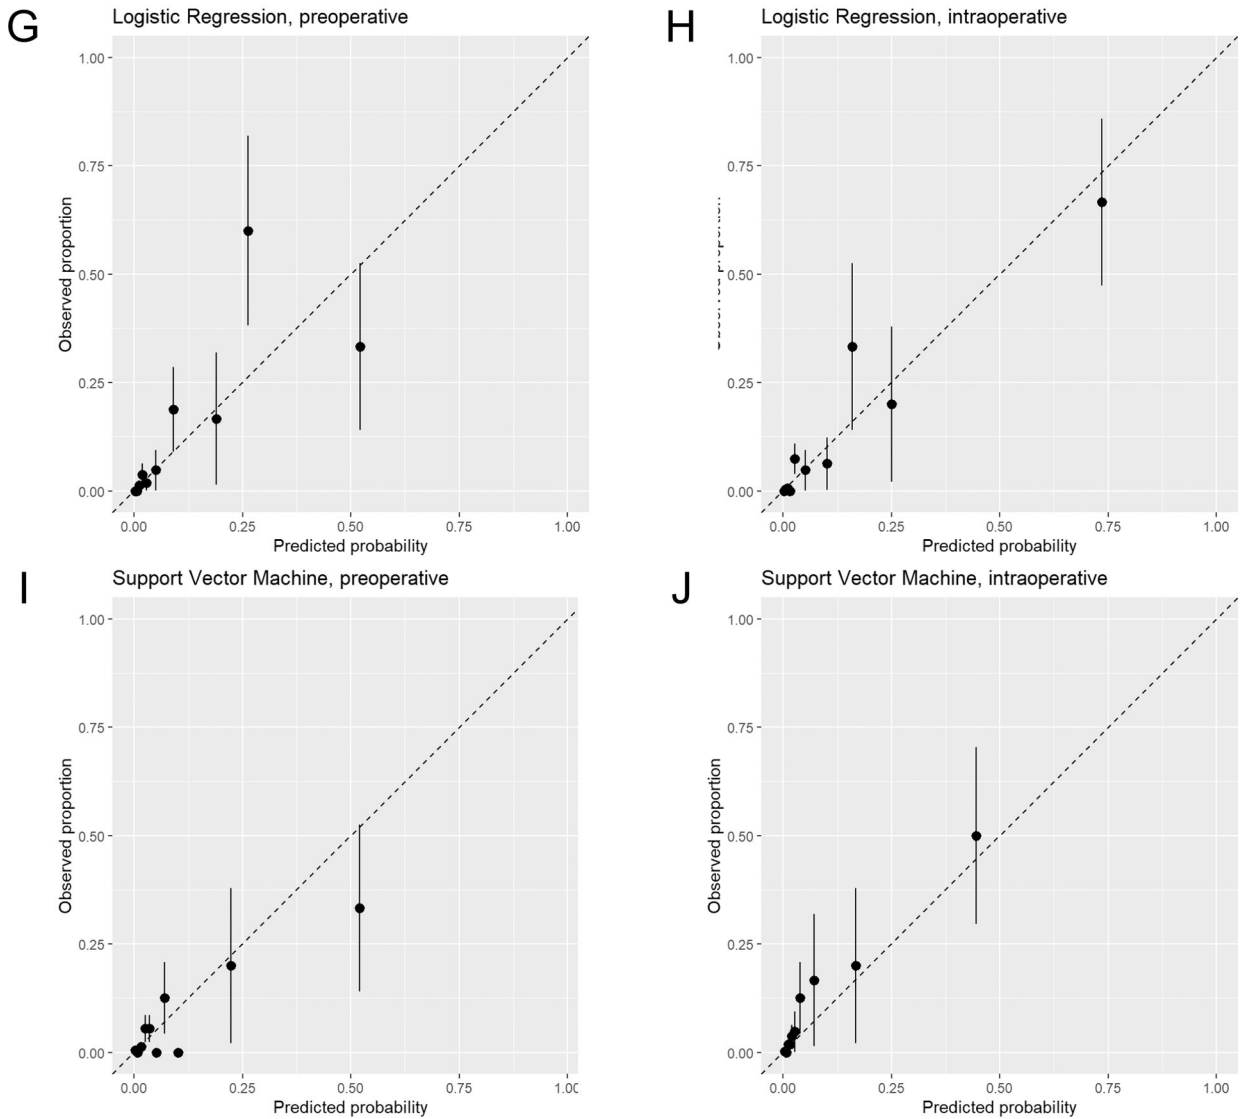 G
Logistic Regression, preoperative
1.00
0.75
0.50
0.25
0.00
Observed proportion
0.00 0.25 0.50 0.75 1.00
Predicted probability
H
Logistic Regression, intraoperative
1.00
0.75
0.50
0.25
0.00
0.00 0.25 0.50 0.75 1.00
Predicted probability
I
Support Vector Machine, preoperative
1.00
0.75
0.50
0.25
0.00
Observed proportion
0.00 0.25 0.50 0.75 1.0
Predicted probability
J
Support Vector Machine, intraoperative
1.00
0.75
0.50
0.25
0.00
Observed proportion
0.00 0.25 0.50 0.75 1.00
Predicted probability